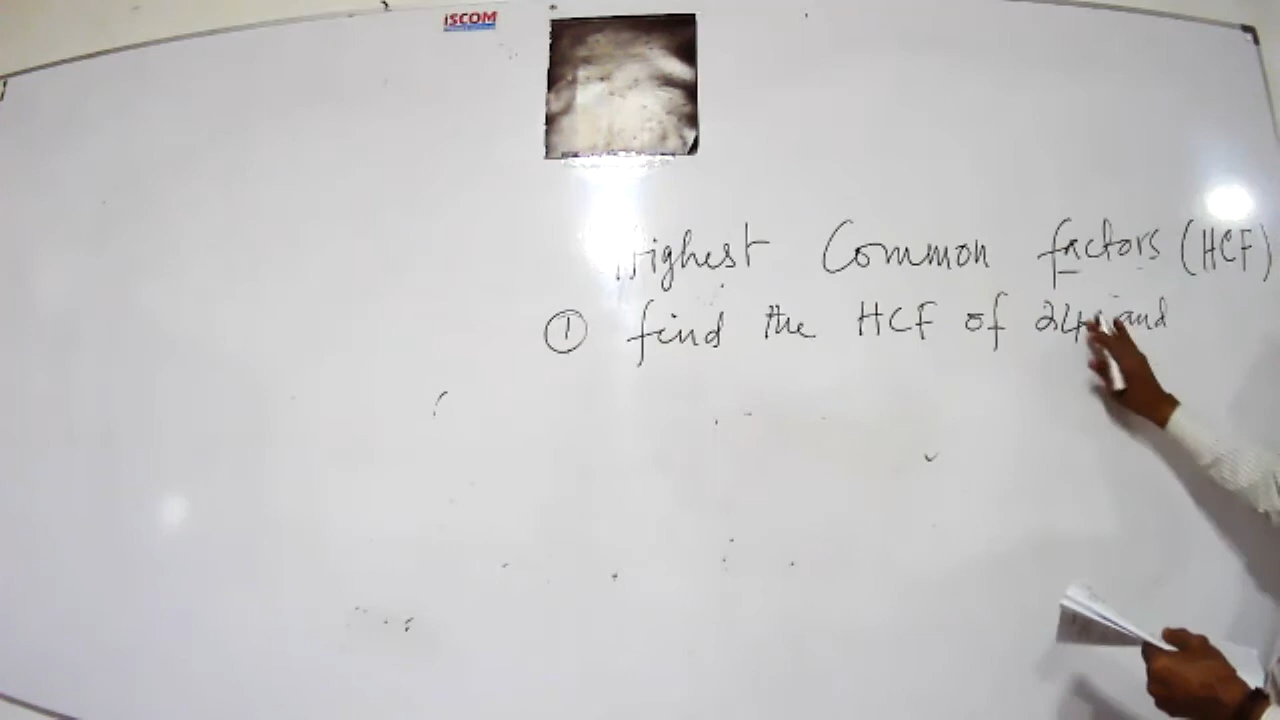 iSCOM
Highest Common factors (HCF)
① find the HCF of 24 and